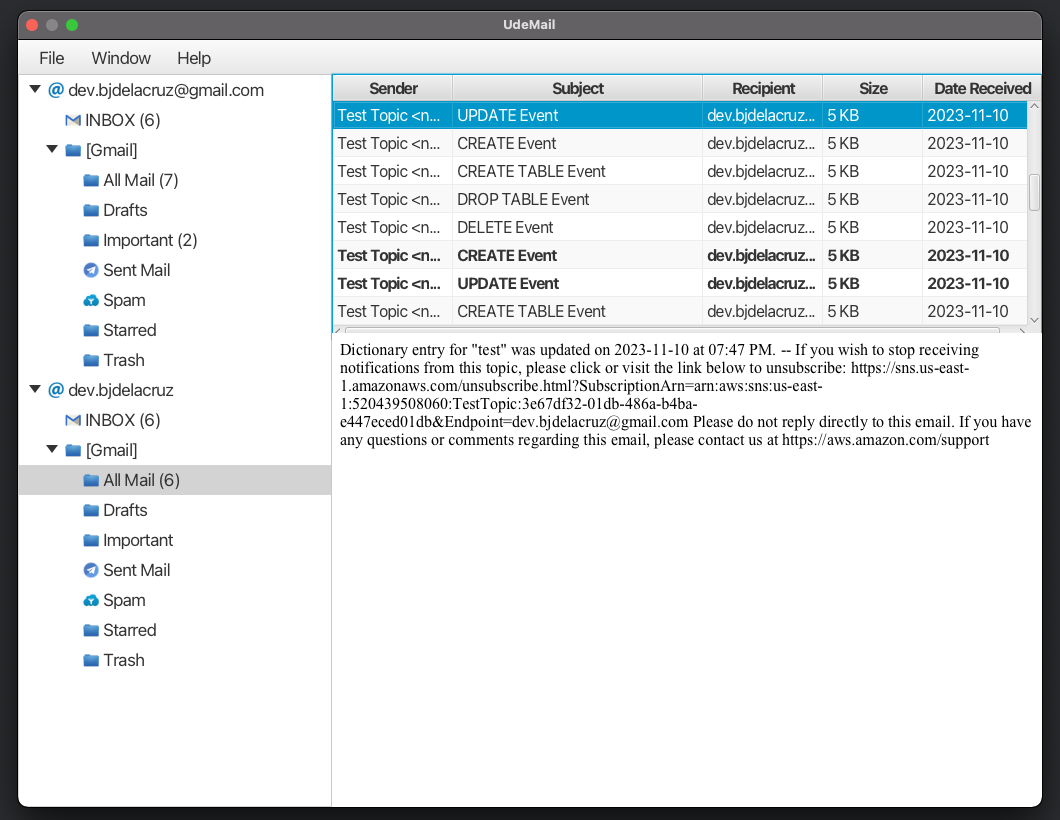 UdeMail
File Window Help
dev.bjdelacruz@gmail.com
INBOX (6)
[Gmail]
All Mail (7)
Drafts
Important (2)
Sent Mail
Spam
Starred
Trash
dev.bjdelacruz
INBOX (6)
[Gmail]
All Mail (6)
Drafts
Important
Sent Mail
Spam
Starred
Trash
Sender Subject Recipient Size Date Received
Test Topic <n... UPDATE Event dev.bjdelacruz... 5 KB 2023-11-10
Test Topic <n... CREATE Event dev.bjdelacruz... 5 KB 2023-11-10
Test Topic <n... CREATE TABLE Event dev.bjdelacruz... 5 KB 2023-11-10
Test Topic <n... DROP TABLE Event dev.bjdelacruz... 5 KB 2023-11-10
Test Topic <n... DELETE Event dev.bjdelacruz... 5 KB 2023-11-10
Test Topic <n... CREATE Event dev.bjdelacruz... 5 KB 2023-11-10
Test Topic <n... UPDATE Event dev.bjdelacruz... 5 KB 2023-11-10
Test Topic <n... CREATE TABLE Event dev.bjdelacruz... 5 KB 2023-11-10
Dictionary entry for "test" was updated on 2023-11-10 at 07:47 PM. -- If you wish to stop receiving
notifications from this topic, please click or visit the link below to unsubscribe: https://sns.us-east-
1.amazonaws.com/unsubscribe.html?SubscriptionArn=arn:aws:sns:us-east-
1:520439508060:TestTopic:3e67df32-01db-486a-b4ba-
e447eced01db&Endpoint=dev.bjdelacruz@gmail.com Please do not reply directly to this email. If you have
any questions or comments regarding this email, please contact us at https://aws.amazon.com/support